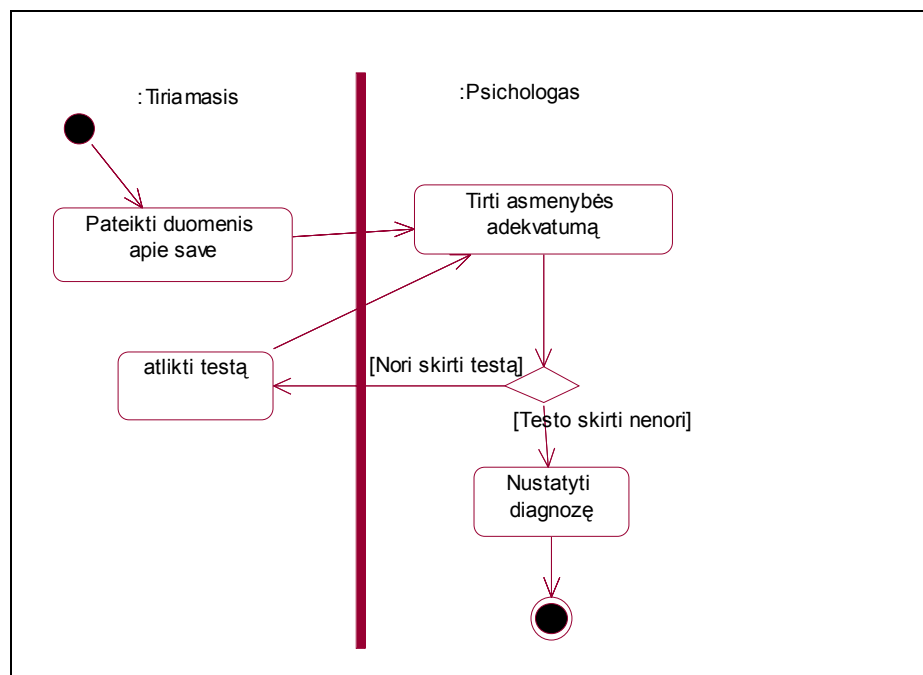 :Tiriamasis
:Psichologas
Pateikti duomenis
apie save
Tirti asmenybės
adekvatumą
atlikti testą
[Nori skirti testą]
[Testo skirti nenori]
Nustatyti
diagnozę